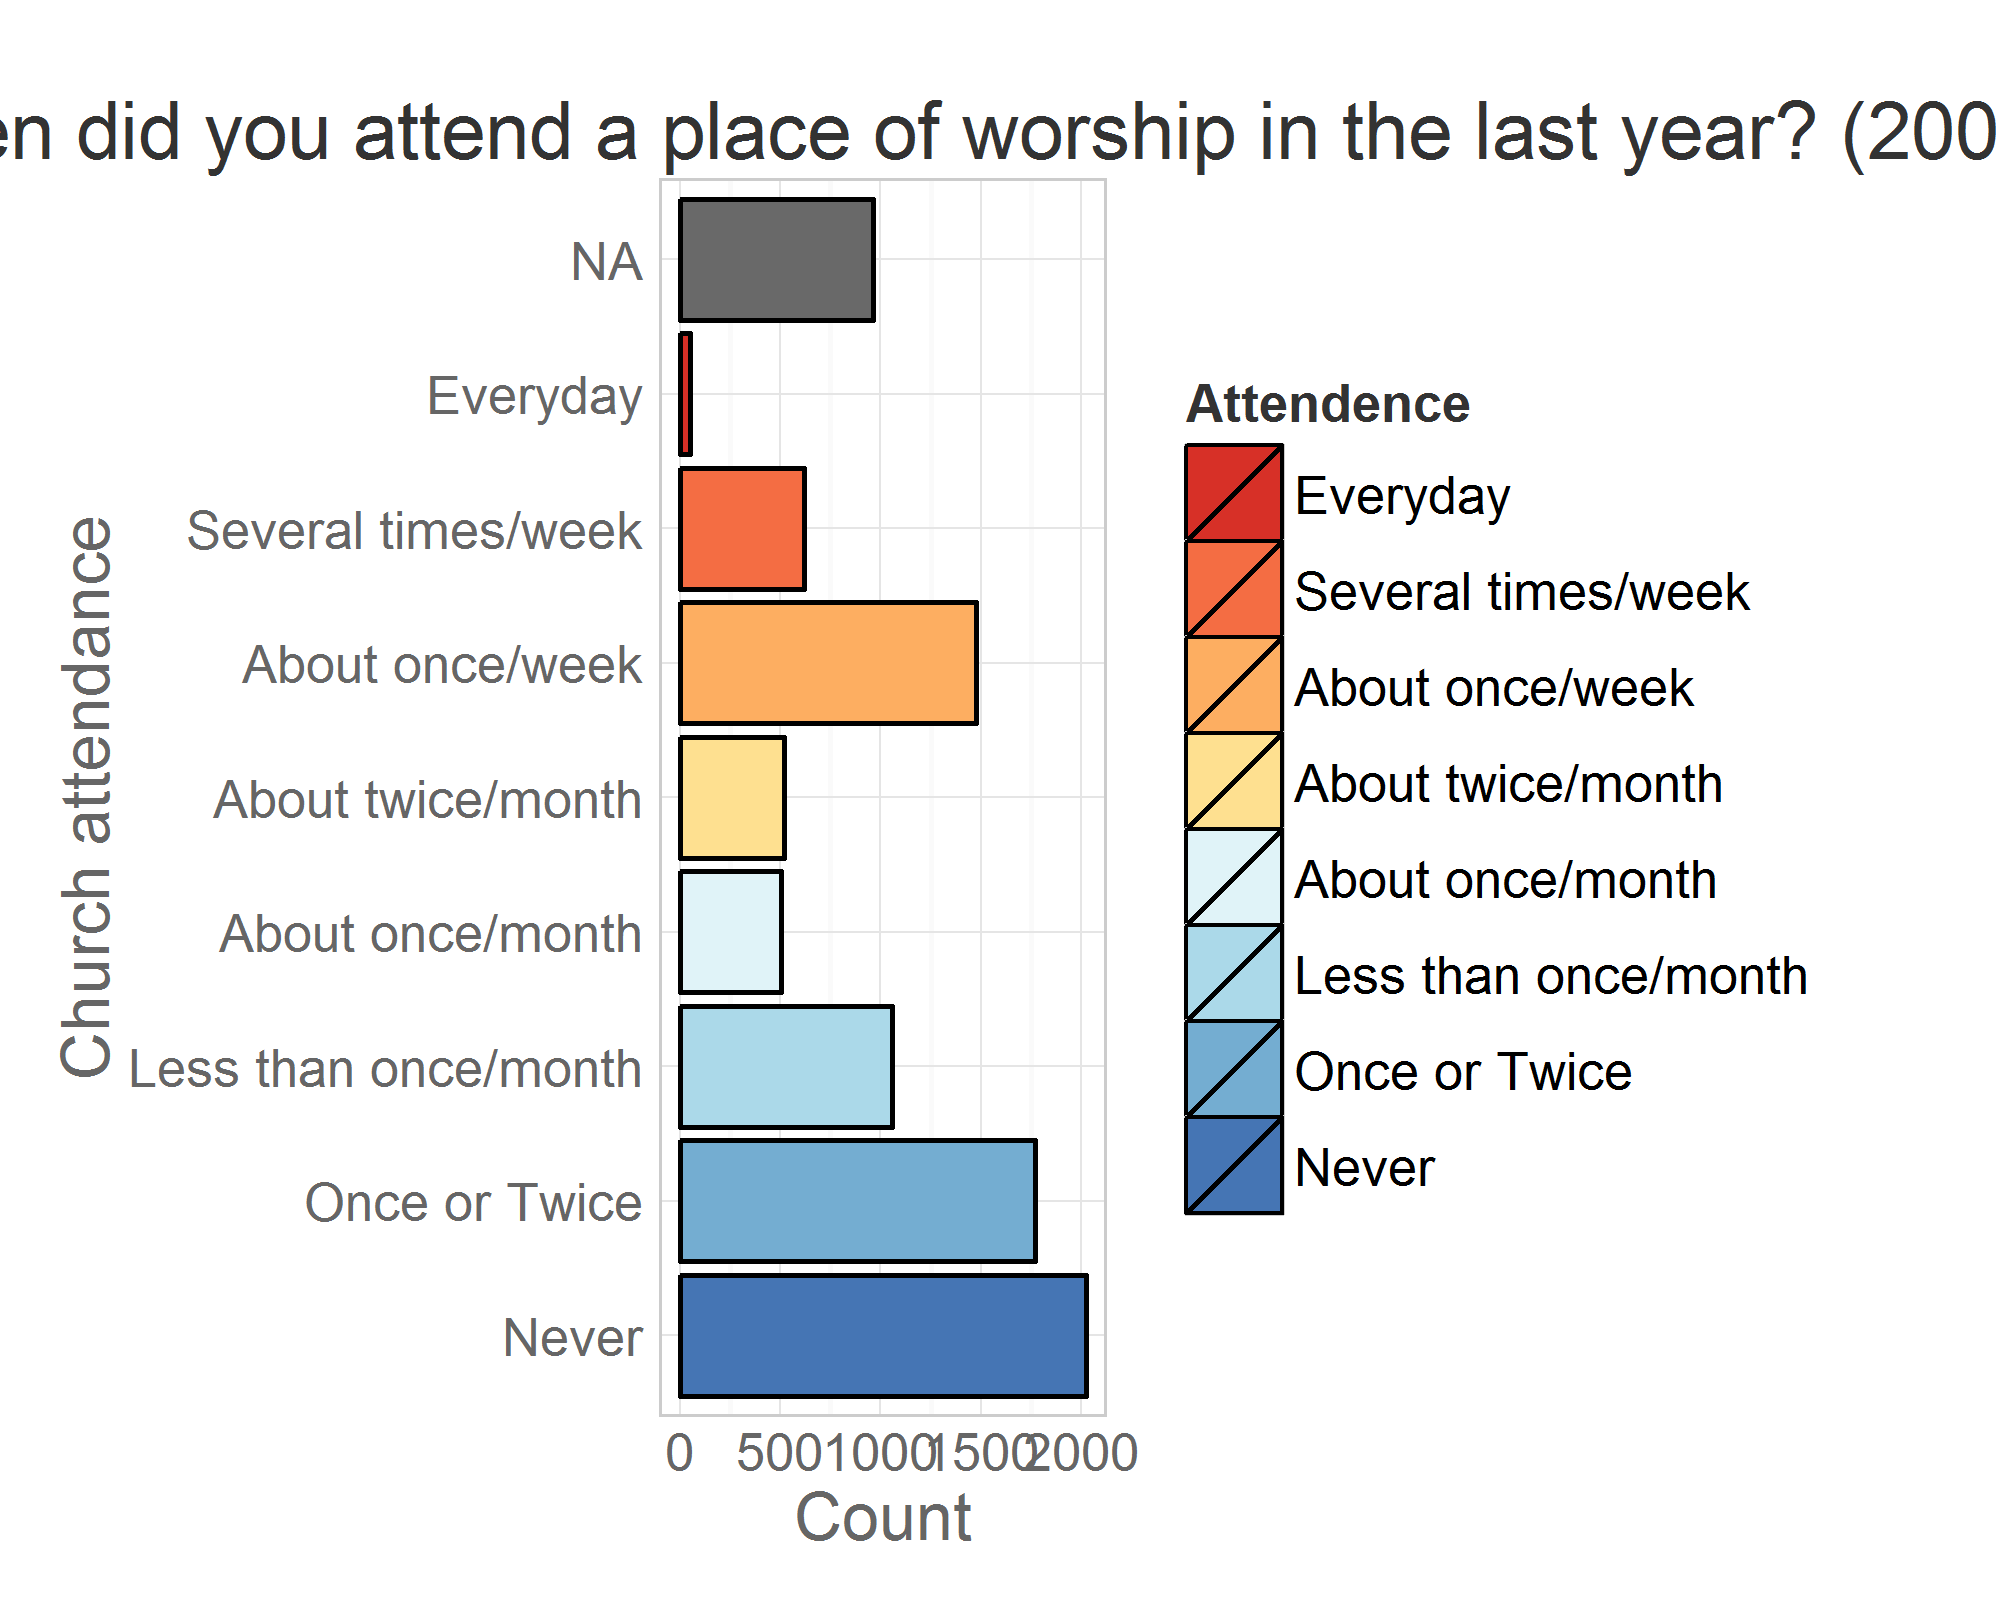 en did you attend a place of worship in the last year? (200
NA
Everyday
Several times/week
About once/week
About twice/month
About once/month
Less than once/month
Once or Twice
Never
Church attendance
0 500 1000 1500 2000
Count
Attendence
Everyday
Several times/week
About once/week
About twice/month
About once/month
Less than once/month
Once or Twice
Never